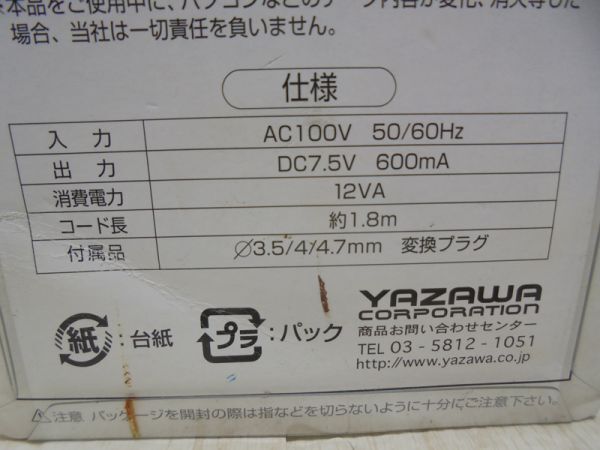 ※本品をご使用中に、パソコンなどのデータ内容が変化、消失等した
場合、当社は一切責任を負いません。
仕様
入力 AC100V 50/60Hz
出力 DC7.5V 600mA
消費電力 12VA
コード長 約1.8m
付属品 Ø3.5/4/4.7mm 変換プラグ
紙:台紙 プラ:パック
YAZAWA
CORPORATION
商品お問い合わせセンター
TEL 03-5812-1051
http://www.yazawa.co.jp
⚠注意 パッケージを開封の際は指などを切らないように十分にご注意下さい。